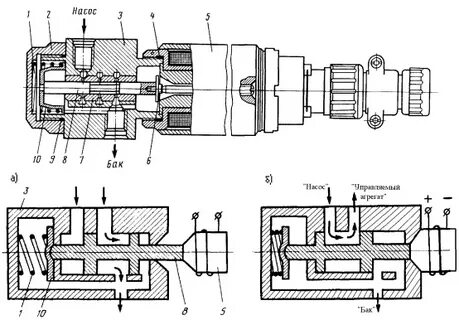 Насос
1
2
3
4
5
10
9
8
7
6
Бак
а)
б)
3
"Насос"
"Управляемый
агрегат"
+ −
1
10
8
5
"Бак"